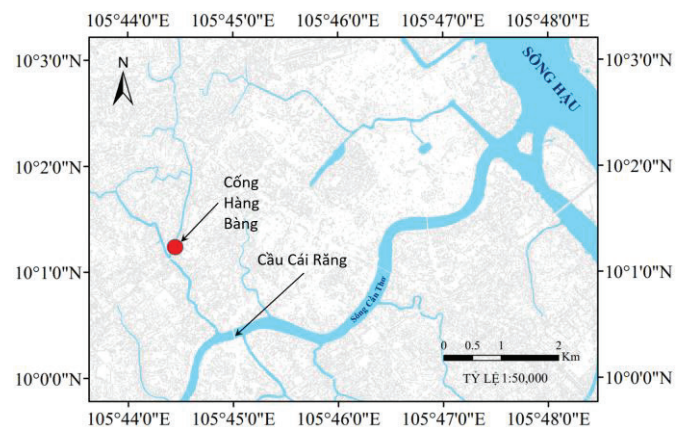 105°44'0"E 105°45'0"E 105°46'0"E 105°47'0"E 105°48'0"E
10°3'0"N 10°3'0"N
N
SÔNG HẬU
10°2'0"N 10°2'0"N
Cống
Hàng
Bàng
10°1'0"N 10°1'0"N
Cầu Cái Răng
Sông Cần Thơ
0 0.5 1 2
Km
TỶ LỆ 1:50,000
10°0'0"N 10°0'0"N
105°44'0"E 105°45'0"E 105°46'0"E 105°47'0"E 105°48'0"E